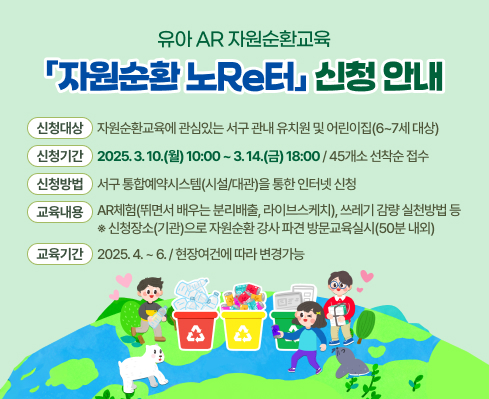 유아 AR 자원순환교육
「자원순환 노Re터」 신청 안내
신청대상 자원순환교육에 관심있는 서구 관내 유치원 및 어린이집(6~7세 대상)
신청기간 2025. 3. 10.(월) 10:00 ~ 3. 14.(금) 18:00 / 45개소 선착순 접수
신청방법 서구 통합예약시스템(시설/대관)을 통한 인터넷 신청
교육내용 AR체험(뛰면서 배우는 분리배출, 라이브스케치), 쓰레기 감량 실천방법 등
※ 신청장소(기관)으로 자원순환 강사 파견 방문교육실시(50분 내외)
교육기간 2025. 4. ~ 6. / 현장여건에 따라 변경가능